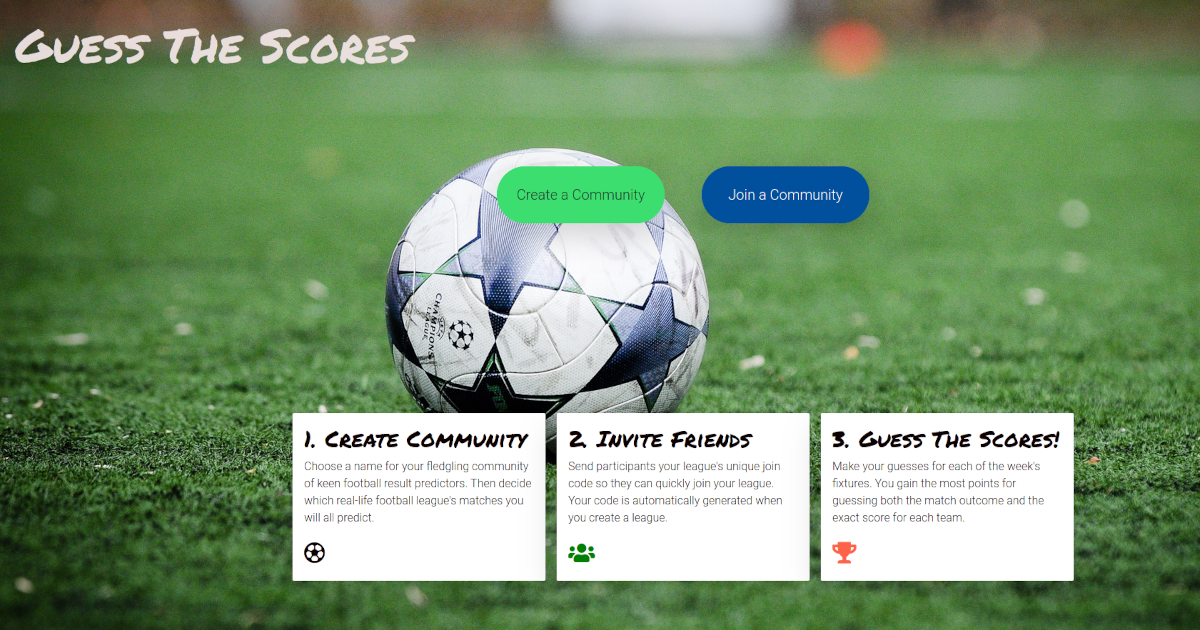 Guess The Scores
Create a Community
Join a Community
1. Create Community
Choose a name for your fledgling community
of keen football result predictors. Then decide
which real-life football league's matches you
will all predict.
2. Invite Friends
Send participants your league's unique join
code so they can quickly join your league.
Your code is automatically generated when
you create a league.
3. Guess The Scores!
Make your guesses for each of the week's
fixtures. You gain the most points for
guessing both the match outcome and the
exact score for each team.
CHAMPIONS
LEAGUE